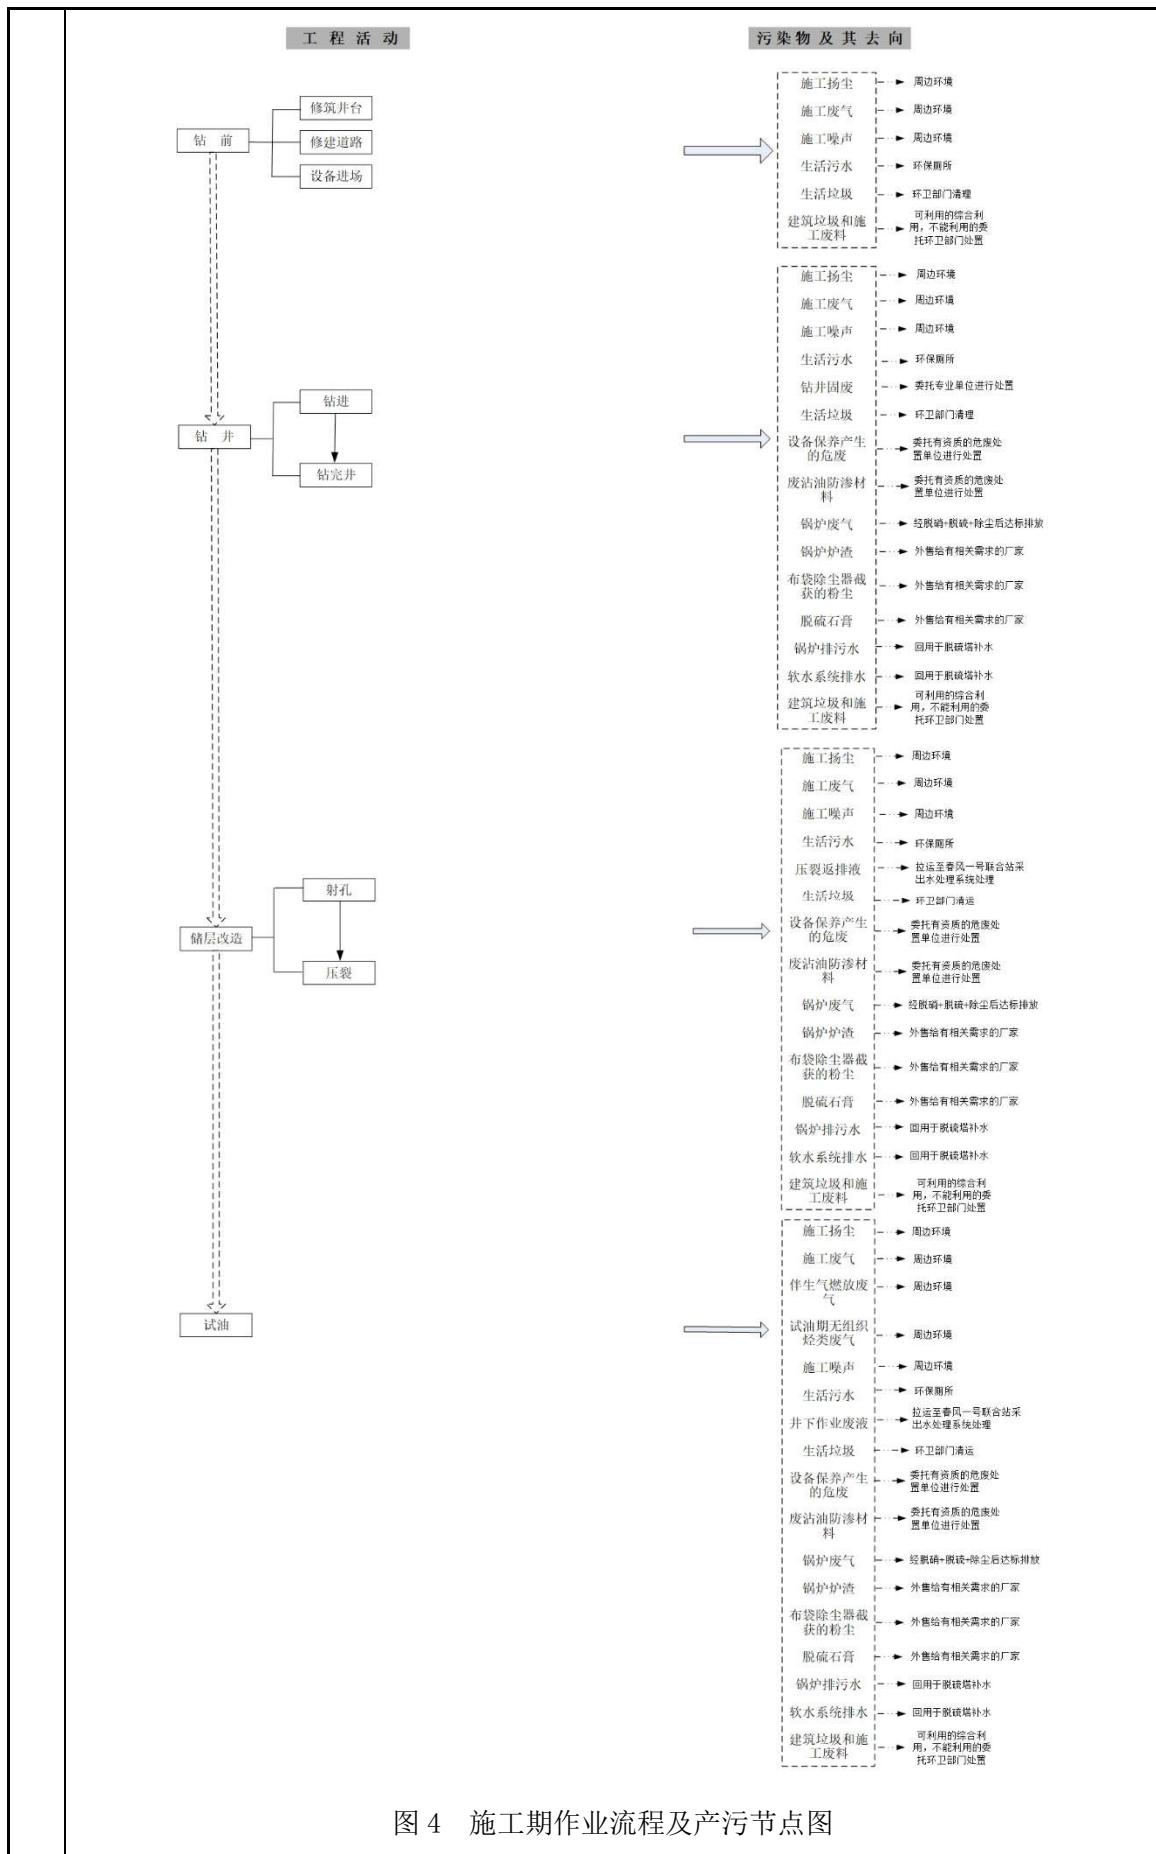 工 程 活 动
污 染 物 及 其 去 向
钻 前
修筑井台
修建道路
设备进场
施工扬尘
周边环境
施工废气
周边环境
施工噪声
周边环境
生活污水
环保厕所
生活垃圾
环卫部门清理
建筑垃圾和施
工废料
可利用的综合利
用，不能利用的委
托环卫部门处置
钻 井
钻进
钻完井
施工扬尘
周边环境
施工废气
周边环境
施工噪声
周边环境
生活污水
环保厕所
钻井固废
委托专业单位进行处置
生活垃圾
环卫部门清理
设备保养产生
的危废
委托有资质的危废处
置单位进行处置
废沾油防渗材
料
委托有资质的危废处
置单位进行处置
锅炉废气
经脱硝+脱硫+除尘后达标排放
锅炉炉渣
外售给有相关需求的厂家
布袋除尘器截
获的粉尘
外售给有相关需求的厂家
脱硫石膏
外售给有相关需求的厂家
锅炉排污水
回用于脱硫塔补水
软水系统排水
回用于脱硫塔补水
建筑垃圾和施
工废料
可利用的综合利
用，不能利用的委
托环卫部门处置
储层改造
射孔
压裂
施工扬尘
周边环境
施工废气
周边环境
施工噪声
周边环境
生活污水
环保厕所
压裂返排液
拉运至春风一号联合站采
出水处理系统处理
生活垃圾
环卫部门清运
设备保养产生
的危废
委托有资质的危废处
置单位进行处置
废沾油防渗材
料
委托有资质的危废处
置单位进行处置
锅炉废气
经脱硝+脱硫+除尘后达标排放
锅炉炉渣
外售给有相关需求的厂家
布袋除尘器截
获的粉尘
外售给有相关需求的厂家
脱硫石膏
外售给有相关需求的厂家
锅炉排污水
回用于脱硫塔补水
软水系统排水
回用于脱硫塔补水
建筑垃圾和施
工废料
可利用的综合利
用，不能利用的委
托环卫部门处置
试油
施工扬尘
周边环境
施工废气
周边环境
伴生气燃放废
气
周边环境
试油期无组织
烃类废气
周边环境
施工噪声
周边环境
生活污水
环保厕所
井下作业废液
拉运至春风一号联合站采
出水处理系统处理
生活垃圾
环卫部门清运
设备保养产生
的危废
委托有资质的危废处
置单位进行处置
废沾油防渗材
料
委托有资质的危废处
置单位进行处置
锅炉废气
经脱硝+脱硫+除尘后达标排放
锅炉炉渣
外售给有相关需求的厂家
布袋除尘器截
获的粉尘
外售给有相关需求的厂家
脱硫石膏
外售给有相关需求的厂家
锅炉排污水
回用于脱硫塔补水
软水系统排水
回用于脱硫塔补水
建筑垃圾和施
工废料
可利用的综合利
用，不能利用的委
托环卫部门处置
图 4 施工期作业流程及产污节点图